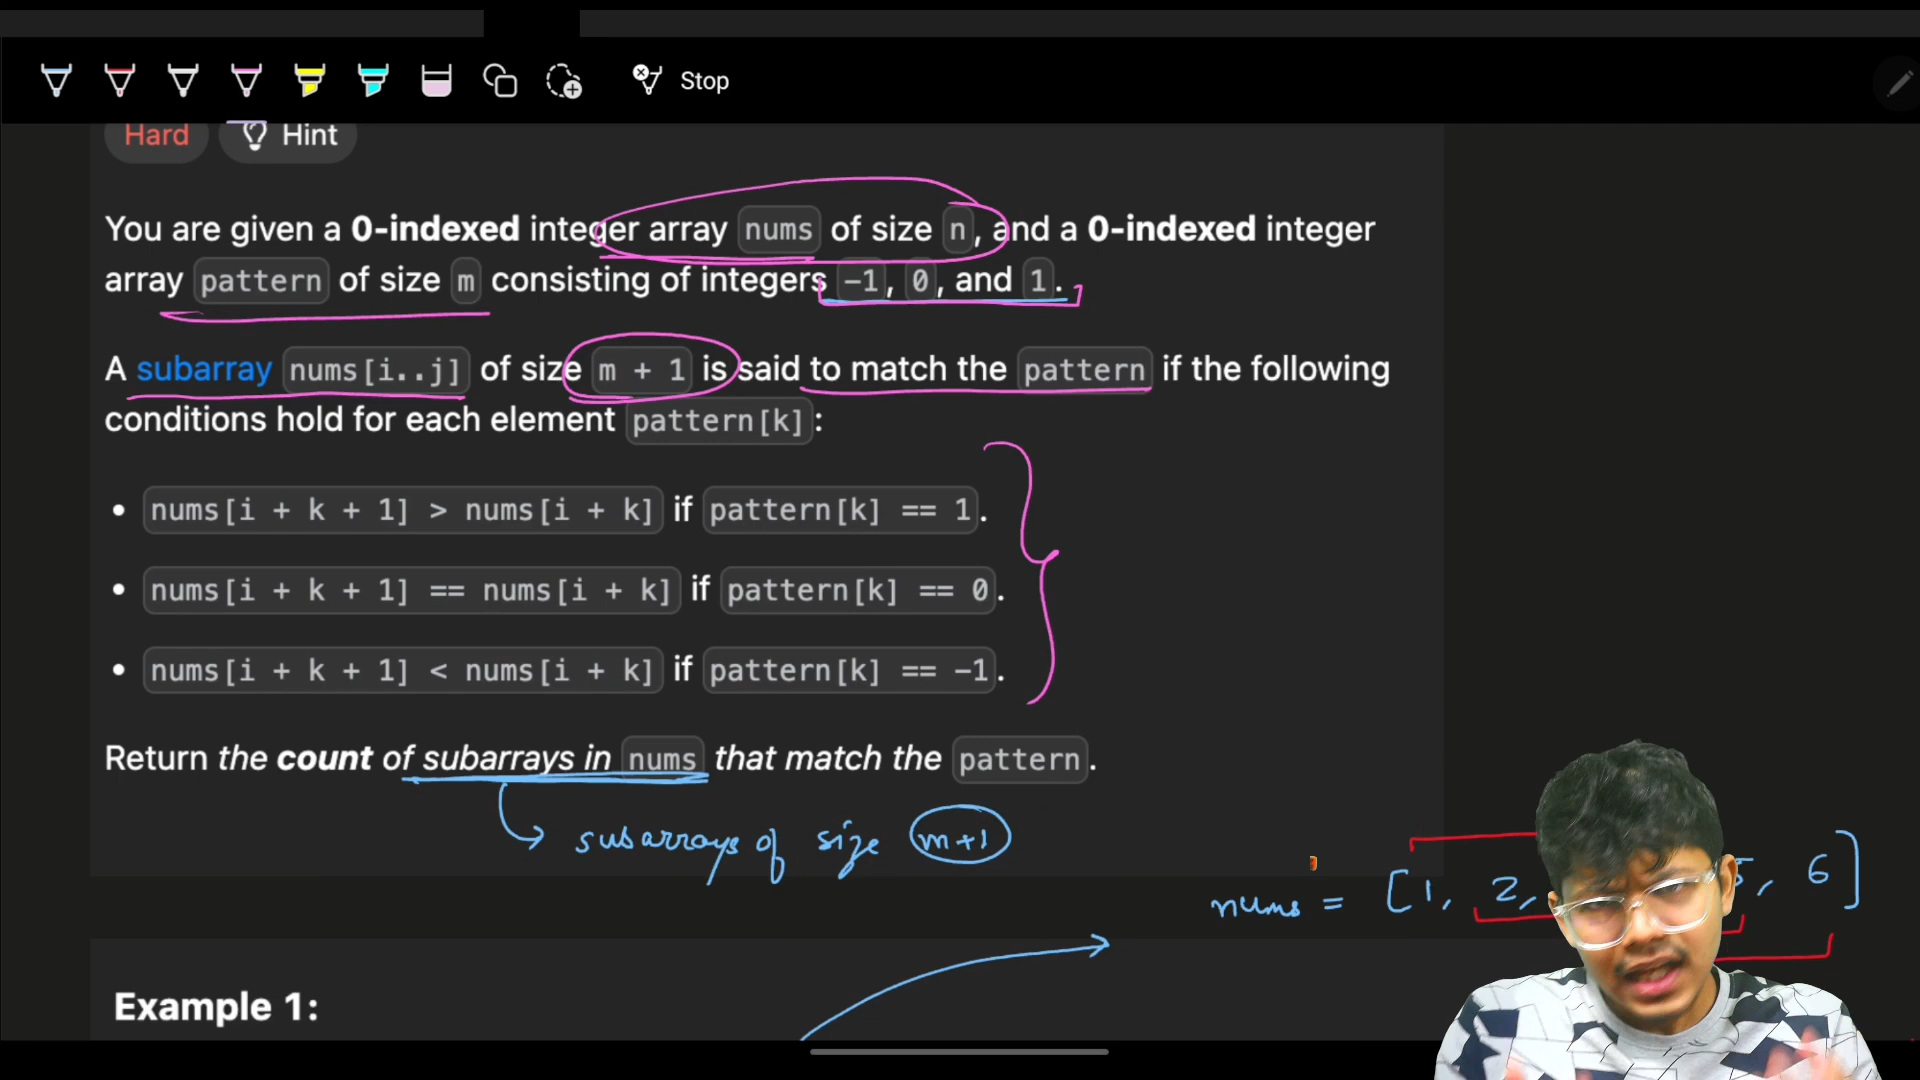 Stop
Hard Hint
You are given a 0-indexed integer array nums of size n, and a 0-indexed integer
array pattern of size m consisting of integers -1, 0, and 1.
A subarray nums[i..j] of size m + 1 is said to match the pattern if the following
conditions hold for each element pattern[k]:
• nums[i + k + 1] > nums[i + k] if pattern[k] == 1.
• nums[i + k + 1] == nums[i + k] if pattern[k] == 0.
• nums[i + k + 1] < nums[i + k] if pattern[k] == -1.
Return the count of subarrays in nums that match the pattern.
subarrays of size m+1
nums = [1, 2, 5, 6]
Example 1: